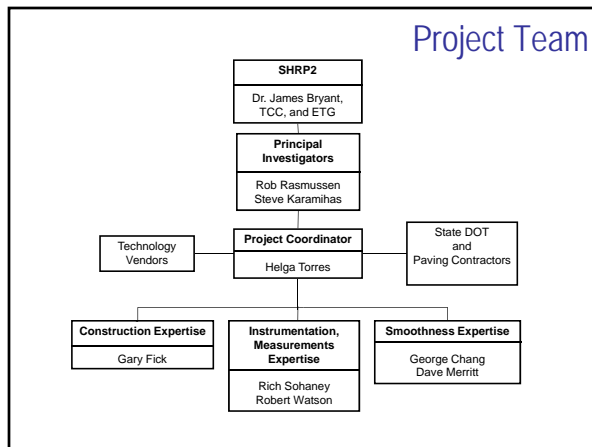 Project Team
SHRP2
Dr. James Bryant,
TCC, and ETG
Principal
Investigators
Rob Rasmussen
Steve Karamihas
Technology
Vendors
Project Coordinator
Helga Torres
State DOT
and
Paving Contractors
Construction Expertise
Gary Fick
Instrumentation,
Measurements
Expertise
Rich Sohaney
Robert Watson
Smoothness Expertise
George Chang
Dave Merritt